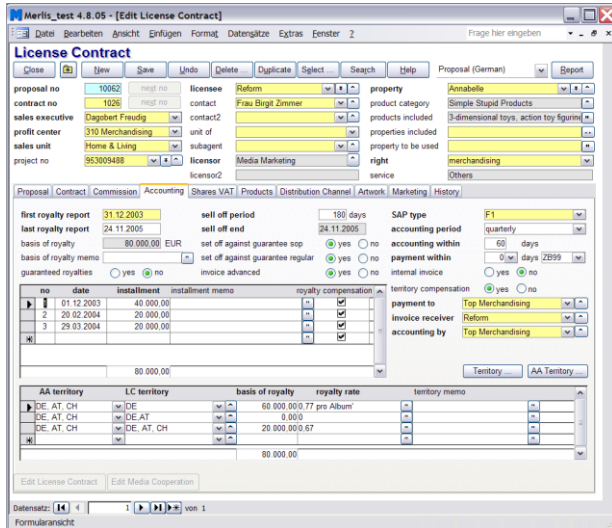 Merlis_test 4.8.05 - [Edit License Contract]
Datei Bearbeiten Ansicht Einfügen Format Datensätze Extras Fenster ? Frage hier eingeben
License Contract
Close New Save Undo Delete ... Duplicate Select ... Search Help Proposal (German) Report
proposal no 10062 next no licensee Reform property Annabelle
contract no 1026 next no contact Frau Birgit Zimmer product category Simple Stupid Products
sales executive Dagobert Freudig contact2 products included 3-dimensional toys, action toy figurine
profit center 310 Merchandising unit of properties included
sales unit Home & Living subagent property to be used
project no 953009488 licensor Media Marketing right merchandising
licensor2 service Others
Proposal Contract Commission Accounting Shares VAT Products Distribution Channel Artwork Marketing History
first royalty report 31.12.2003 sell off period 180 days SAP type F1
last royalty report 24.11.2005 sell off end 24.11.2005 accounting period quarterly
basis of royalty 80.000,00 EUR set off against guarantee sop yes no accounting within 60 days
basis of royalty memo set off against guarantee regular yes no payment within 0 days ZB99
guaranteed royalties yes no invoice advanced yes no internal invoice yes no
no date installment installment memo royalty compensation territory compensation yes no
1 01.12.2003 40 000,00 payment to Top Merchandising
2 20.02.2004 20 000,00 invoice receiver Reform
3 29.03.2004 20 000,00 accounting by Top Merchandising
80 000,00 Territory ... AA Territory ...
AA territory LC territory basis of royalty royalty rate territory memo
DE, AT, CH DE 60 000,00 0,77 pro Album'
DE, AT, CH DE,AT 0,00
DE, AT, CH DE, AT, CH 20 000,00 0,67
80.000,00
Edit License Contract Edit Media Cooperation
Datensatz: 1 von 1
Formularansicht